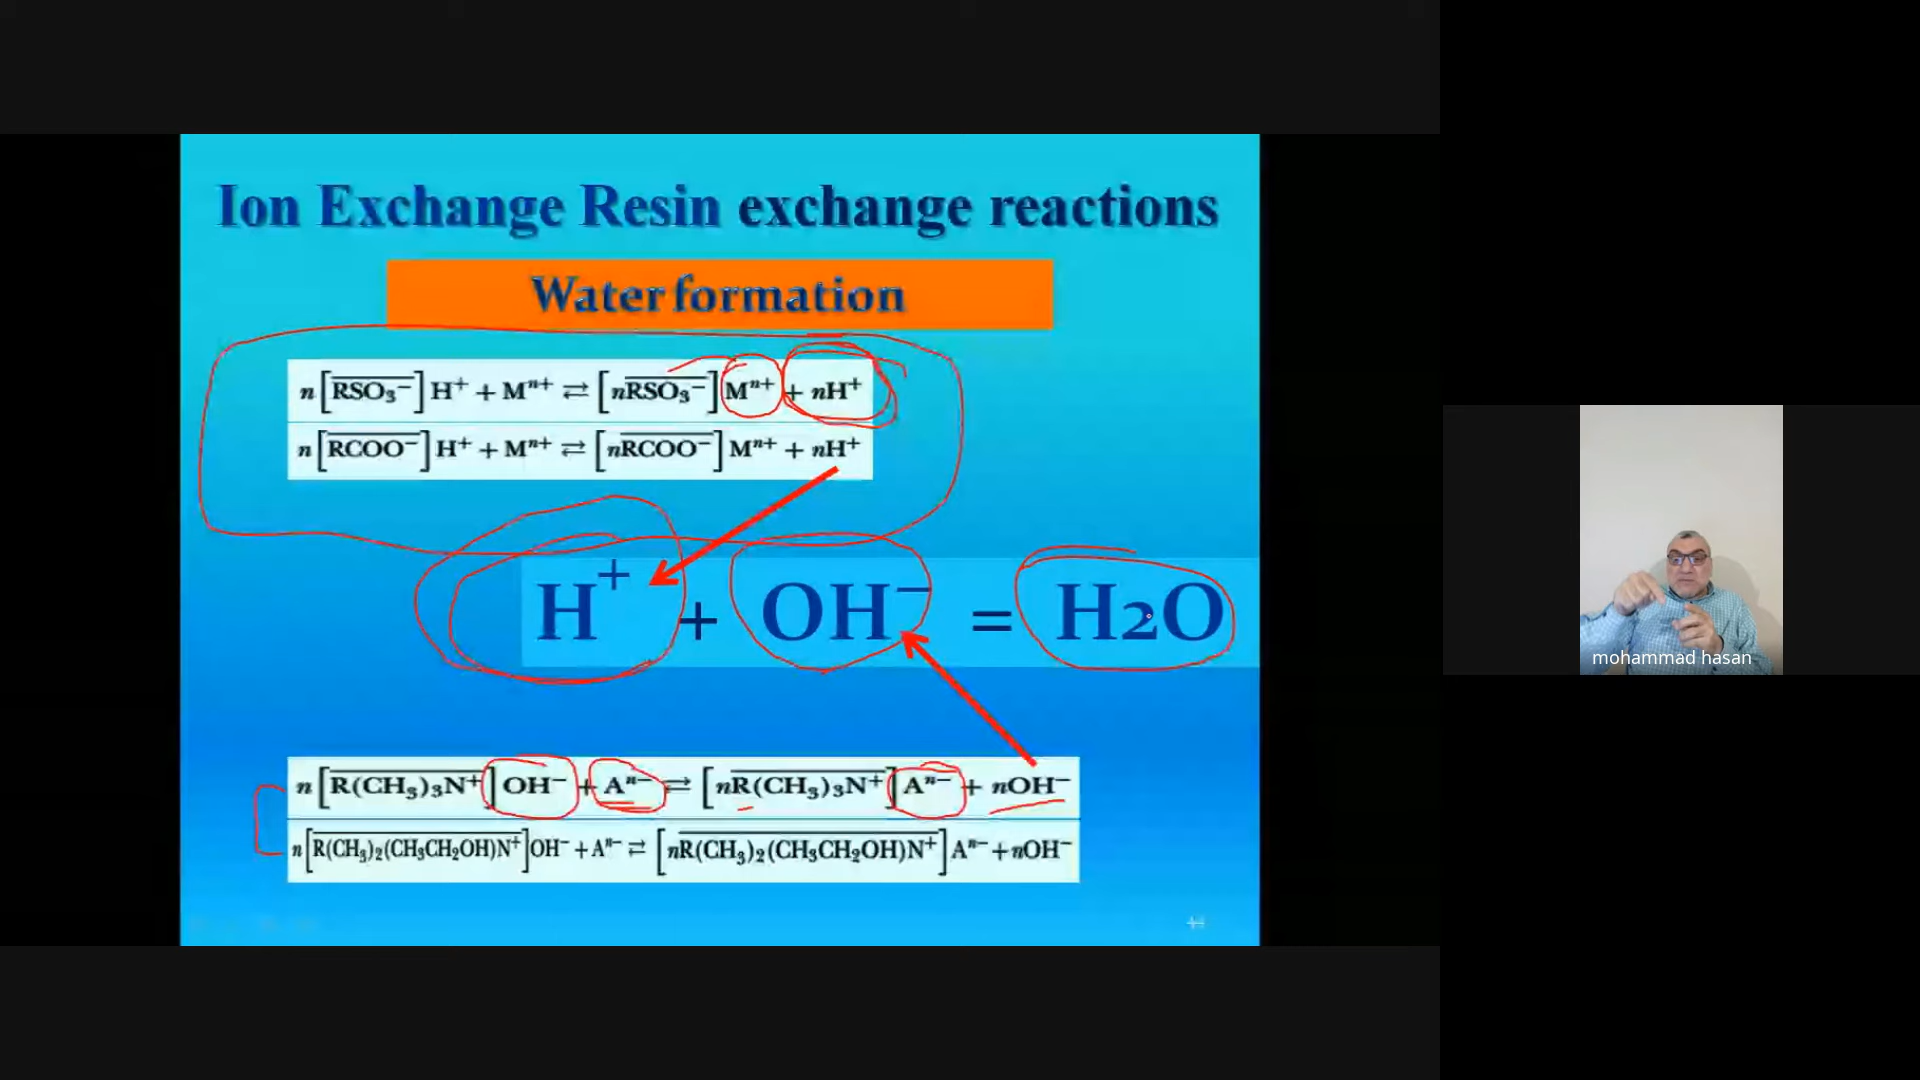 Ion Exchange Resin exchange reactions
Water formation
n[RSO₃⁻]H⁺ + Mⁿ⁺ ⇌ [nRSO₃⁻]Mⁿ⁺ + nH⁺
n[RCOO⁻]H⁺ + Mⁿ⁺ ⇌ [nRCOO⁻]Mⁿ⁺ + nH⁺
H⁺ + OH⁻ = H2O
mohammad hasan
n[R(CH₃)₃N⁺]OH⁻ + Aⁿ⁻ ⇌ [nR(CH₃)₃N⁺]Aⁿ⁻ + nOH⁻
n[R(CH₃)₂(CH₃CH₂OH)N⁺]OH⁻ + Aⁿ⁻ ⇌ [nR(CH₃)₂(CH₃CH₂OH)N⁺]Aⁿ⁻ + nOH⁻